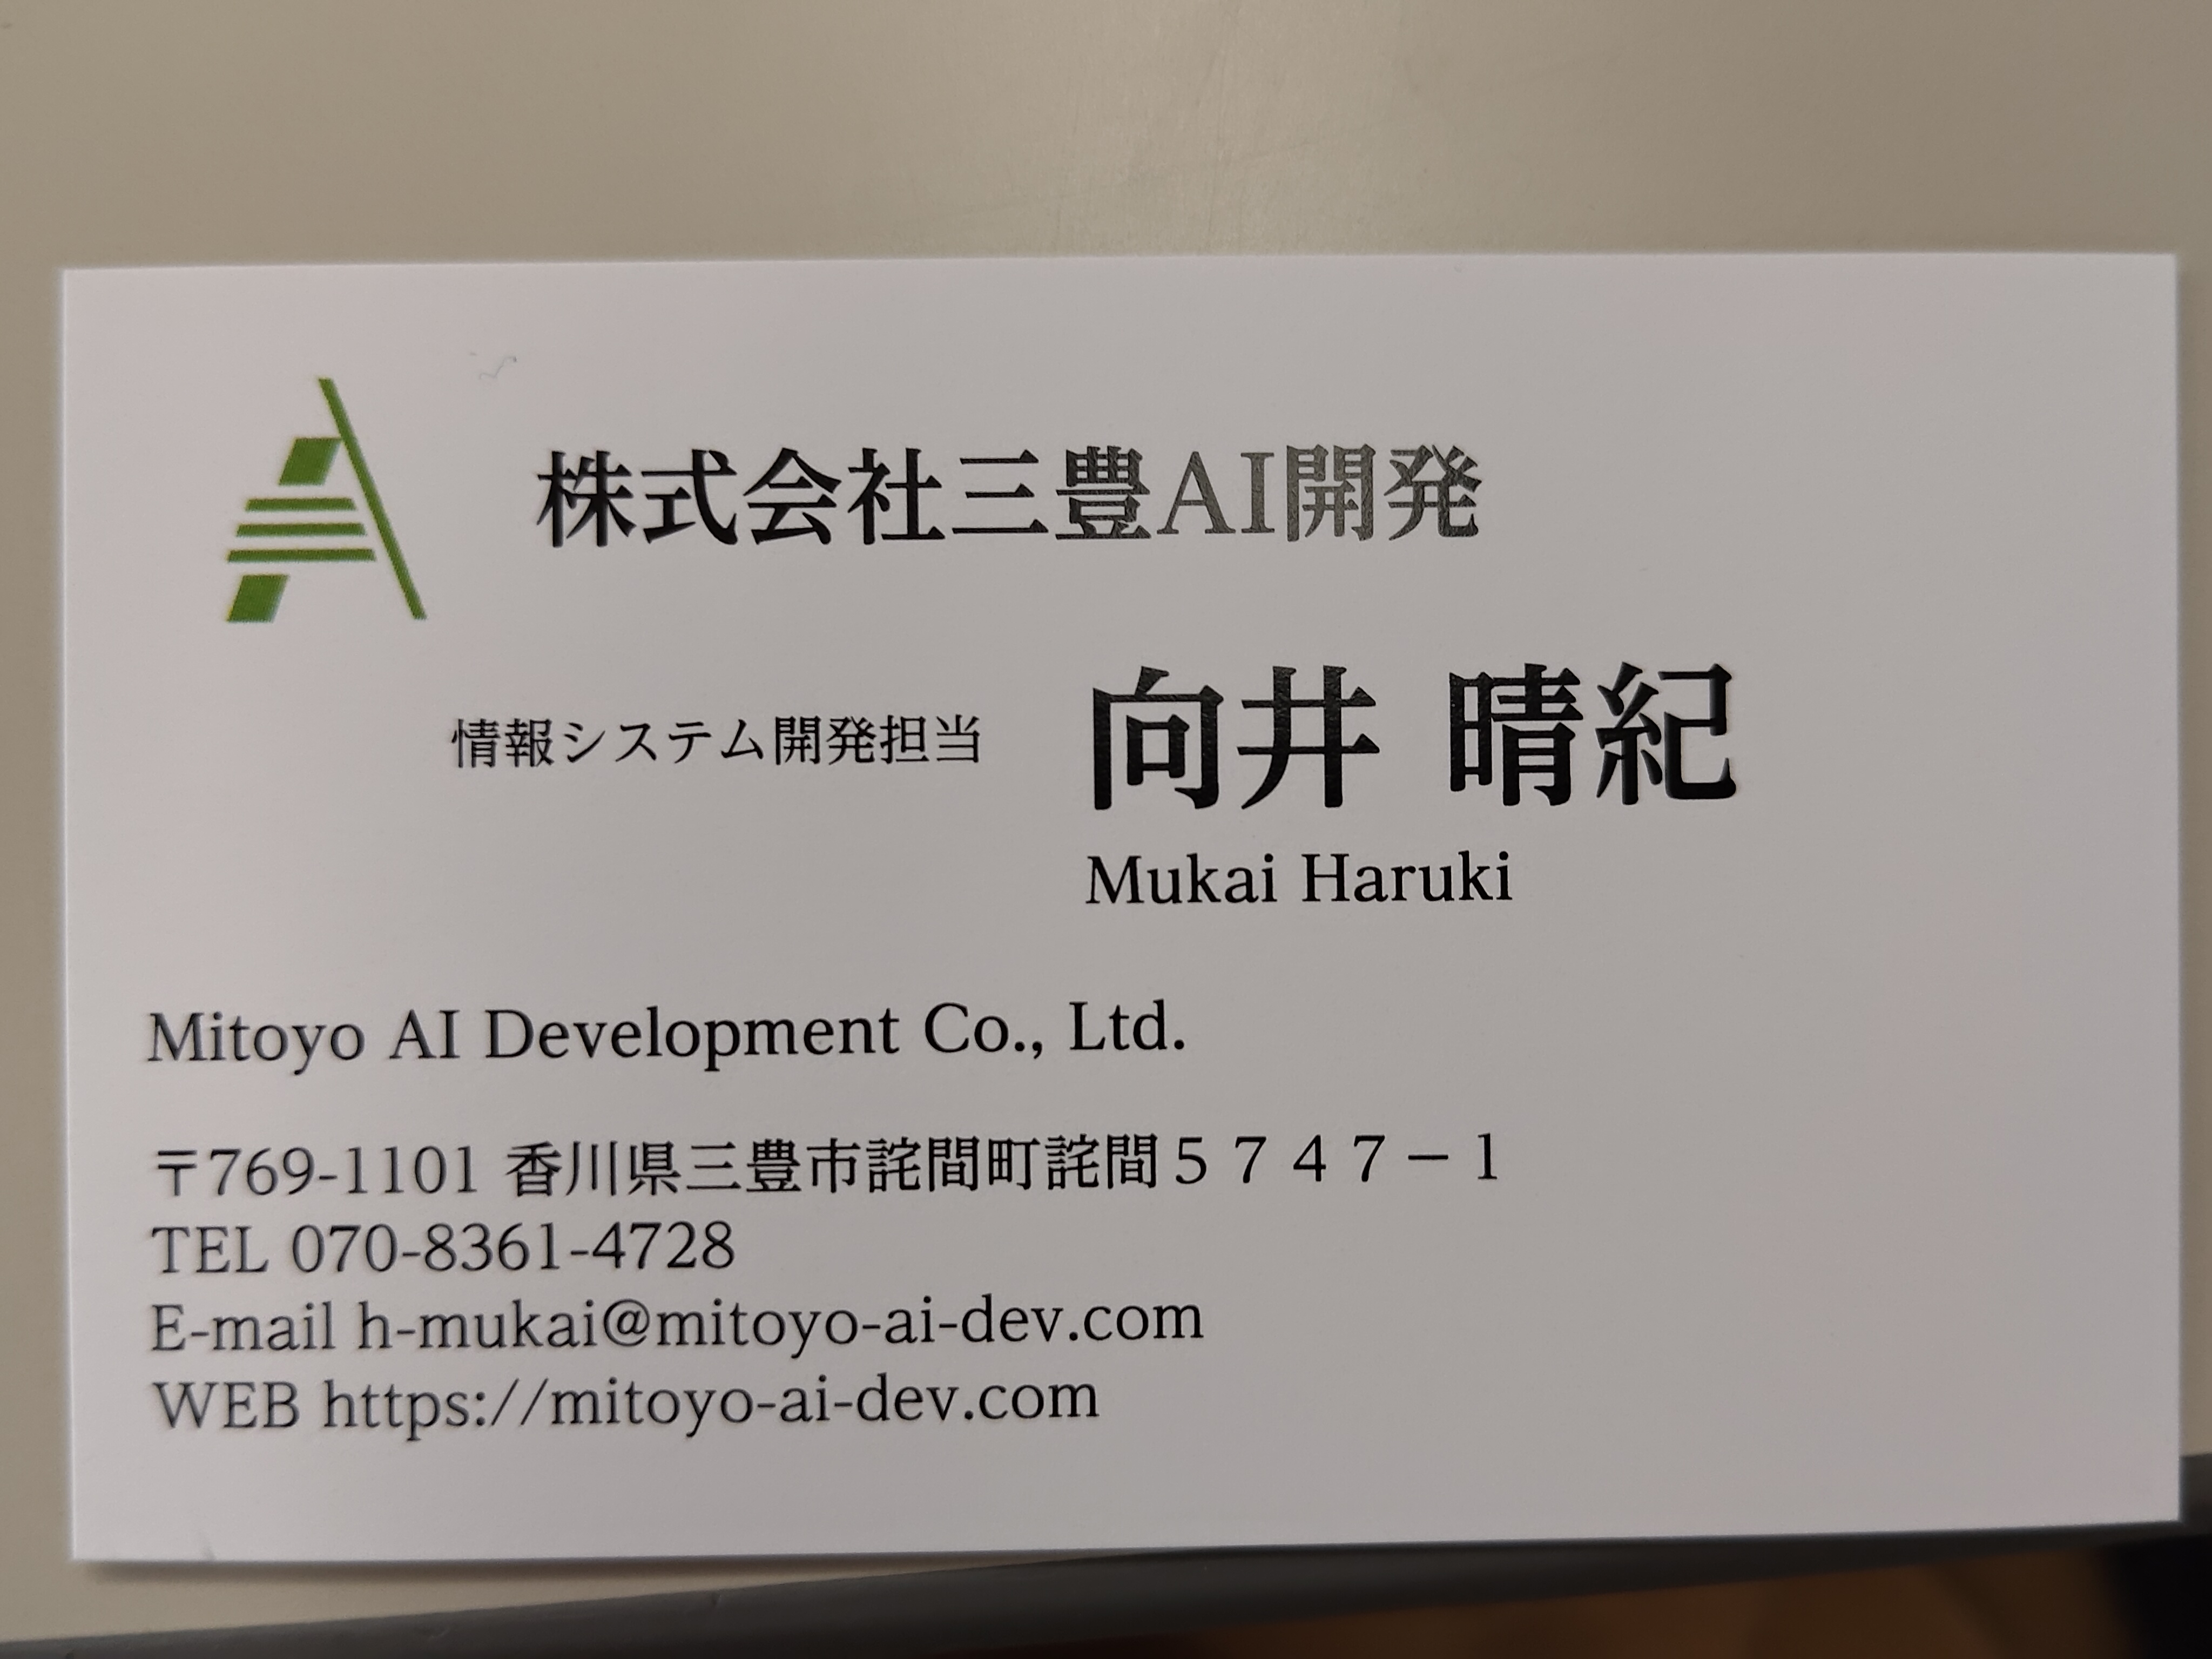 株式会社三豊AI開発
情報システム開発担当 向井 晴紀
Mukai Haruki
Mitoyo AI Development Co., Ltd.
〒769-1101 香川県三豊市詫間町詫間５７４７－１
TEL 070-8361-4728
E-mail h-mukai@mitoyo-ai-dev.com
WEB https://mitoyo-ai-dev.com